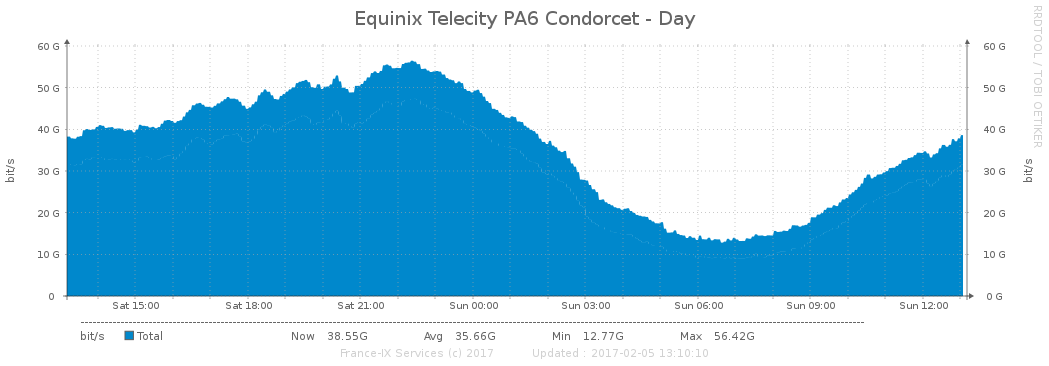 Equinix Telecity PA6 Condorcet - Day
RRDTOOL / TOBI OETIKER
bit/s
60 G
50 G
40 G
30 G
20 G
10 G
0
60 G
50 G
40 G
30 G
20 G
10 G
0 G
bit/s
Sat 15:00 Sat 18:00 Sat 21:00 Sun 00:00 Sun 03:00 Sun 06:00 Sun 09:00 Sun 12:00
bit/s Total Now 38.55G Avg 35.66G Min 12.77G Max 56.42G
France-IX Services (c) 2017 Updated : 2017-02-05 13:10:10